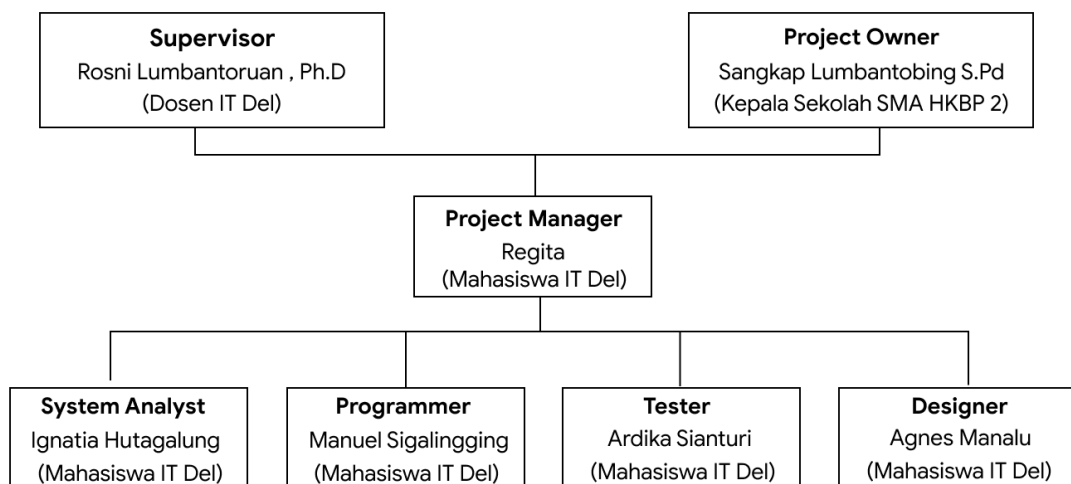 Supervisor
Rosni Lumbantoruan , Ph.D
(Dosen IT Del)
Project Owner
Sangkap Lumbantobing S.Pd
(Kepala Sekolah SMA HKBP 2)
Project Manager
Regita
(Mahasiswa IT Del)
System Analyst
Ignatia Hutagalung
(Mahasiswa IT Del)
Programmer
Manuel Sigalingging
(Mahasiswa IT Del)
Tester
Ardika Sianturi
(Mahasiswa IT Del)
Designer
Agnes Manalu
(Mahasiswa IT Del)